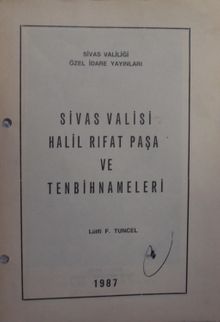 SİVAS VALİLİĞİ
ÖZEL İDARE YAYINLARI
SİVAS VALİSİ
HALİL RIFAT PAŞA
VE
TENBİHNAMELERİ
Lütfi F. TUNCEL
1987